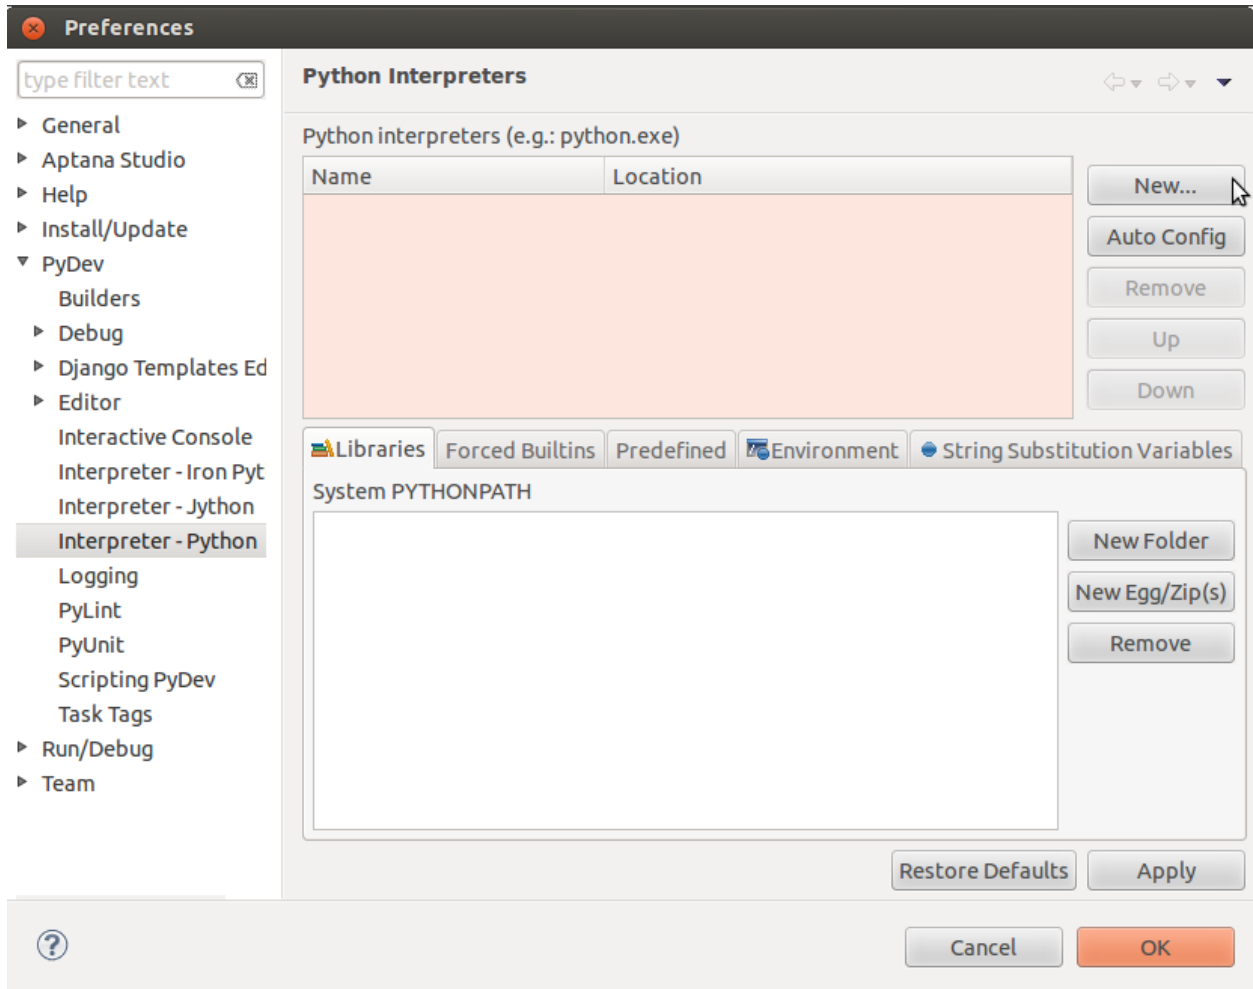 Preferences
type filter text
General
Aptana Studio
Help
Install/Update
PyDev
Builders
Debug
Django Templates Ed
Editor
Interactive Console
Interpreter - Iron Pyt
Interpreter - Jython
Interpreter - Python
Logging
PyLint
PyUnit
Scripting PyDev
Task Tags
Run/Debug
Team
Python Interpreters
Python interpreters (e.g.: python.exe)
Name Location
New...
Auto Config
Remove
Up
Down
Libraries Forced Builtins Predefined Environment String Substitution Variables
System PYTHONPATH
New Folder
New Egg/Zip(s)
Remove
Restore Defaults Apply
Cancel OK